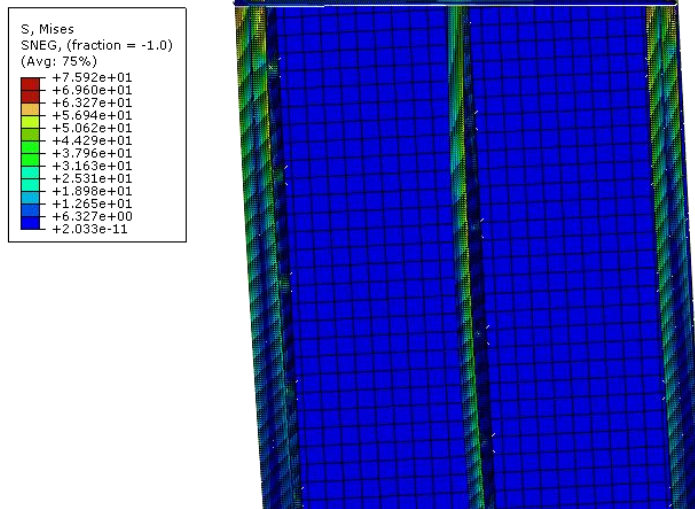 S, Mises
SNEG, (fraction = -1.0)
(Avg: 75%)
+7.592e+01
+6.960e+01
+6.327e+01
+5.694e+01
+5.062e+01
+4.429e+01
+3.796e+01
+3.163e+01
+2.531e+01
+1.898e+01
+1.265e+01
+6.327e+00
+2.033e-11